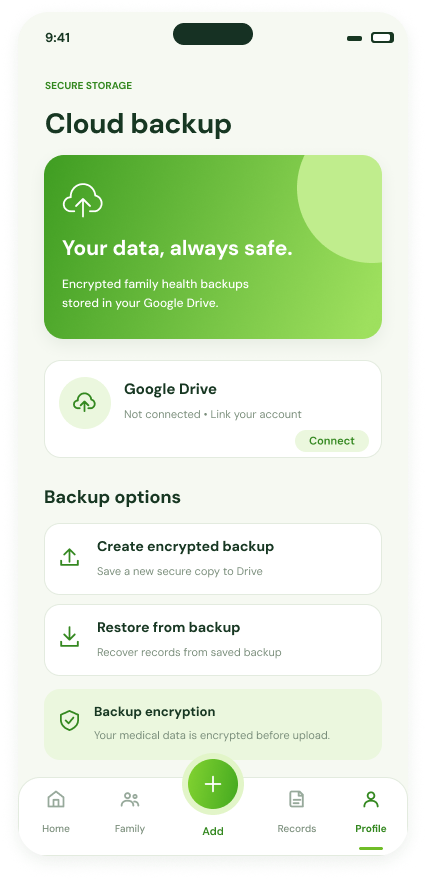 9:41
SECURE STORAGE
Cloud backup
Your data, always safe.
Encrypted family health backups
stored in your Google Drive.
Google Drive
Not connected • Link your account
Connect
Backup options
Create encrypted backup
Save a new secure copy to Drive
Restore from backup
Recover records from saved backup
Backup encryption
Your medical data is encrypted before upload.
Home
Family
Add
Records
Profile